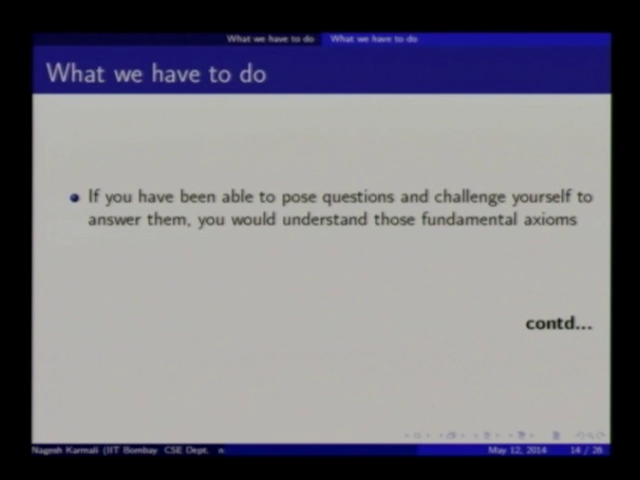 What we have to do What we have to do
What we have to do
If you have been able to pose questions and challenge yourself to
answer them, you would understand those fundamental axioms
contd...
Nagesh Karmali (IIT Bombay CSE Dept. n May 12, 2014 14 / 26